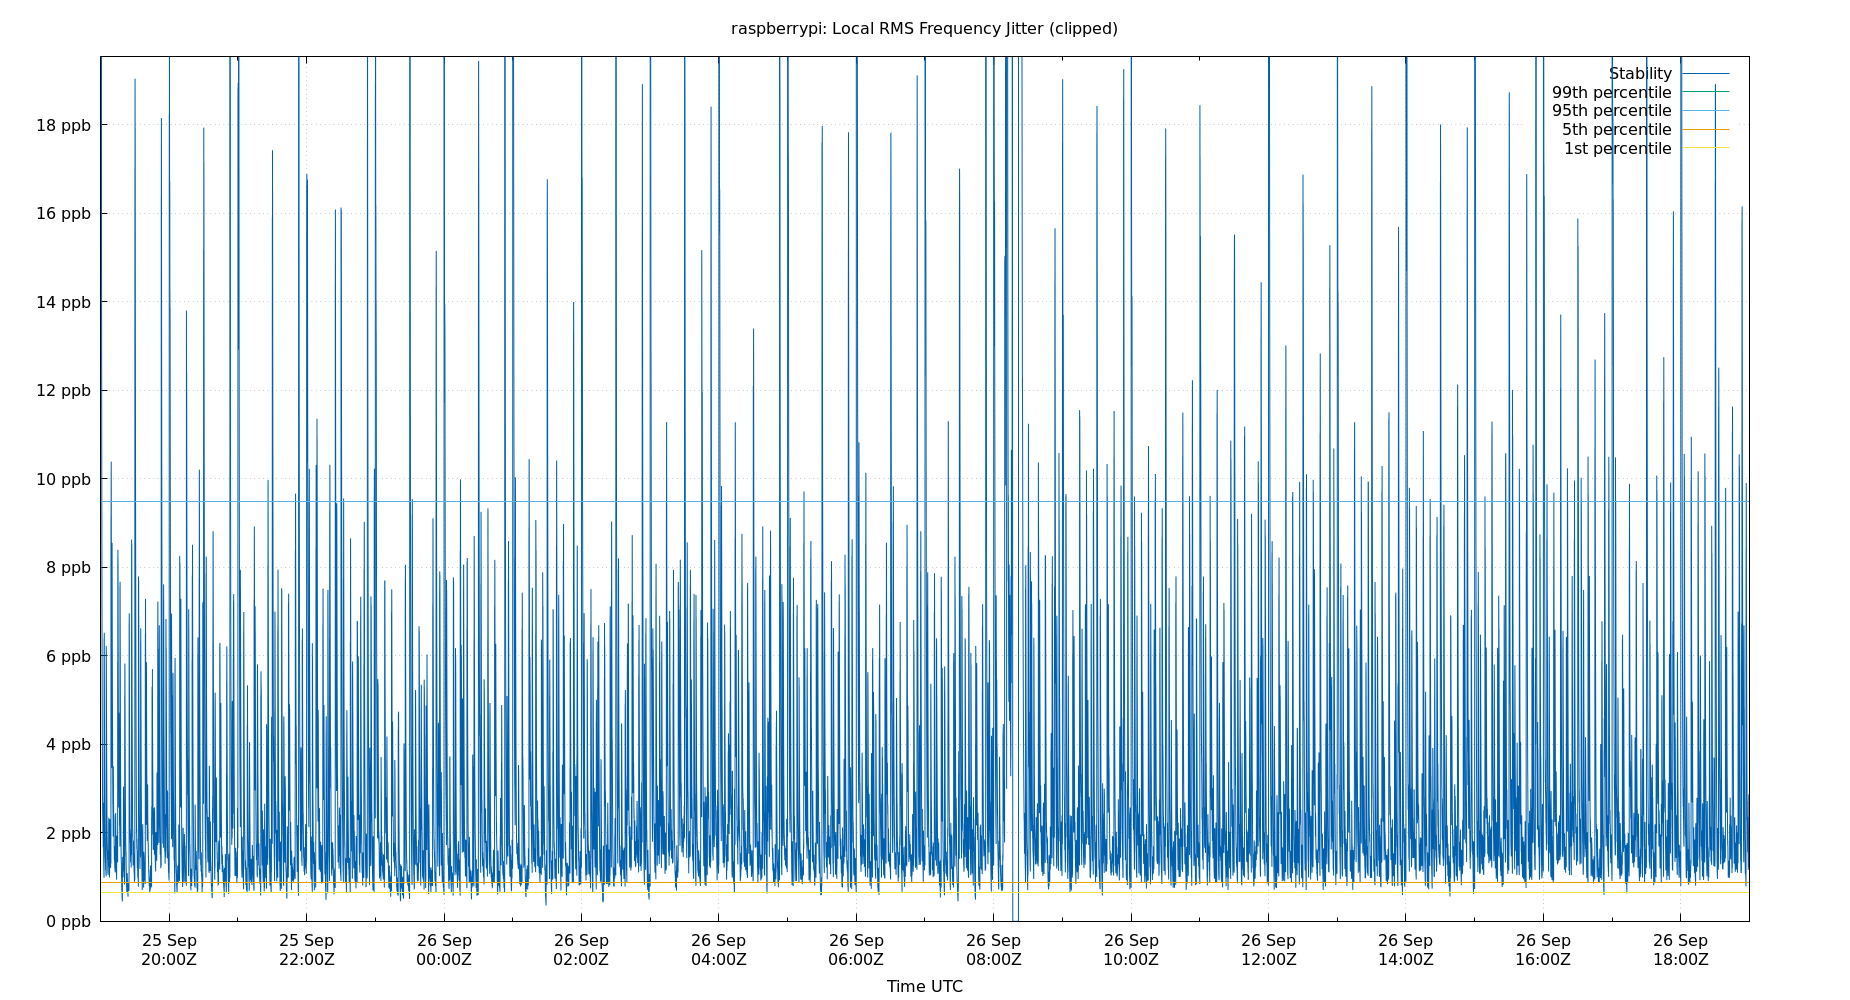 raspberrypi: Local RMS Frequency Jitter (clipped)
Stability
99th percentile
95th percentile
5th percentile
1st percentile
18 ppb
16 ppb
14 ppb
12 ppb
10 ppb
8 ppb
6 ppb
4 ppb
2 ppb
0 ppb
25 Sep 25 Sep 26 Sep 26 Sep 26 Sep 26 Sep 26 Sep 26 Sep 26 Sep 26 Sep 26 Sep 26 Sep
20:00Z 22:00Z 00:00Z 02:00Z 04:00Z 06:00Z 08:00Z 10:00Z 12:00Z 14:00Z 16:00Z 18:00Z
Time UTC